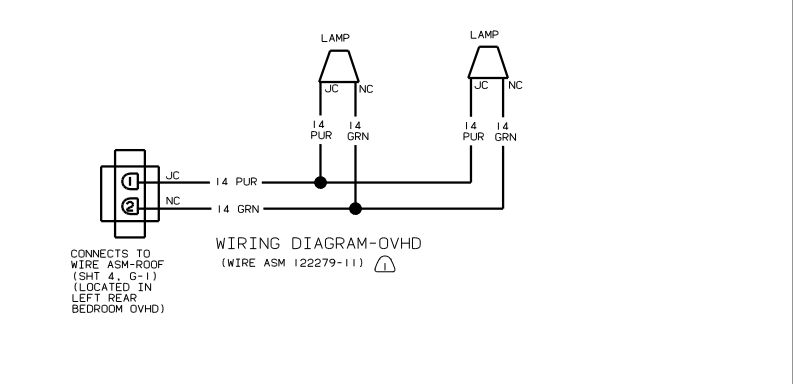 LAMP
LAMP
JC NC
JC NC
14 PUR
14 GRN
14 PUR
14 GRN
1
JC
14 PUR
2
NC
14 GRN
WIRING DIAGRAM-OVHD
(WIRE ASM 122279-11) 1
CONNECTS TO
WIRE ASM-ROOF
(SHT 4, G-1)
(LOCATED IN
LEFT REAR
BEDROOM OVHD)